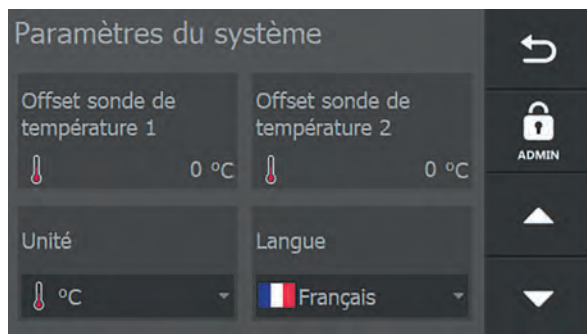 Paramètres du système
Offset sonde de
température 1
0 °C
Offset sonde de
température 2
0 °C
ADMIN
Unité
°C
Langue
Français